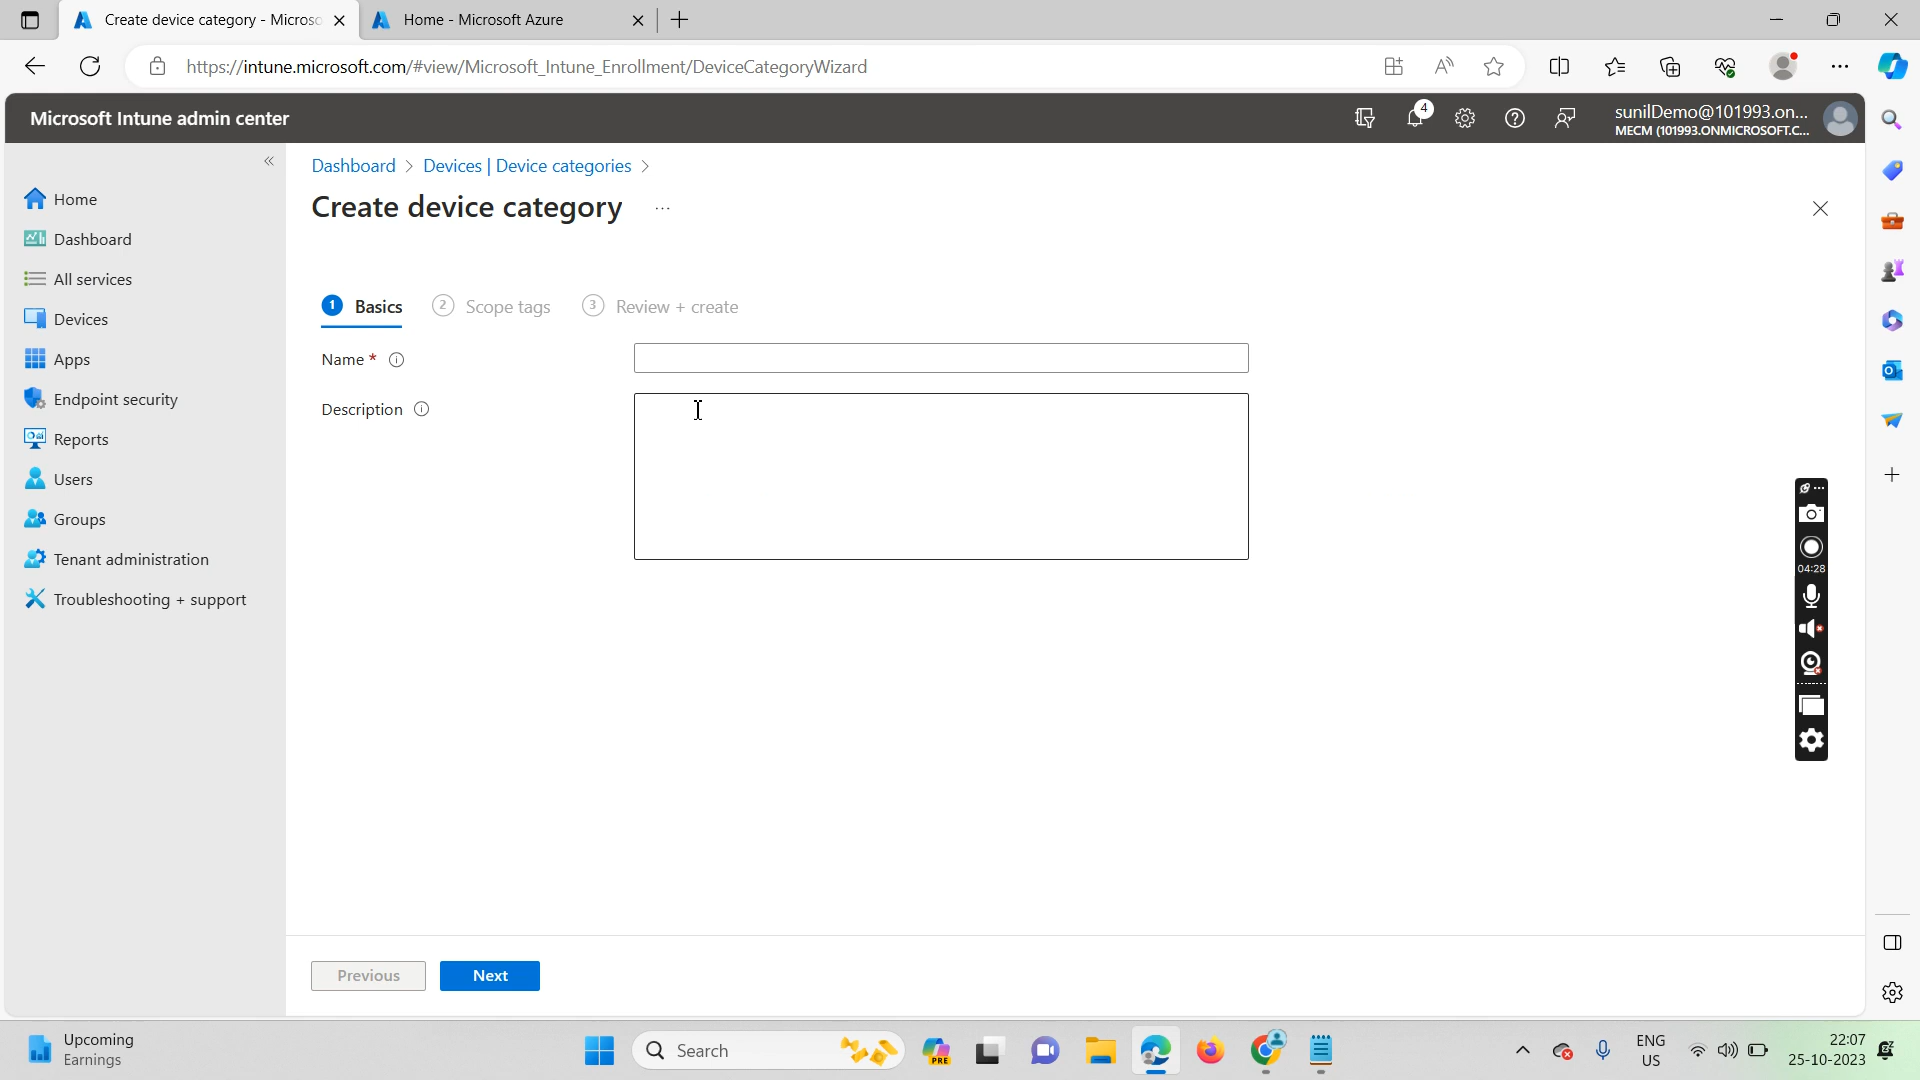 Create device category - Microso
Home - Microsoft Azure
https://intune.microsoft.com/#view/Microsoft_Intune_Enrollment/DeviceCategoryWizard
Microsoft Intune admin center
4
sunilDemo@101993.on...
MECM (101993.ONMICROSOFT.C...
Dashboard > Devices | Device categories >
Create device category ...
Home
Dashboard
All services
Devices
Apps
Endpoint security
Reports
Users
Groups
Tenant administration
Troubleshooting + support
1 Basics
2 Scope tags
3 Review + create
Name *
Description
04:28
Previous
Next
Upcoming
Earnings
Search
PRE
ENG
US
22:07
25-10-2023